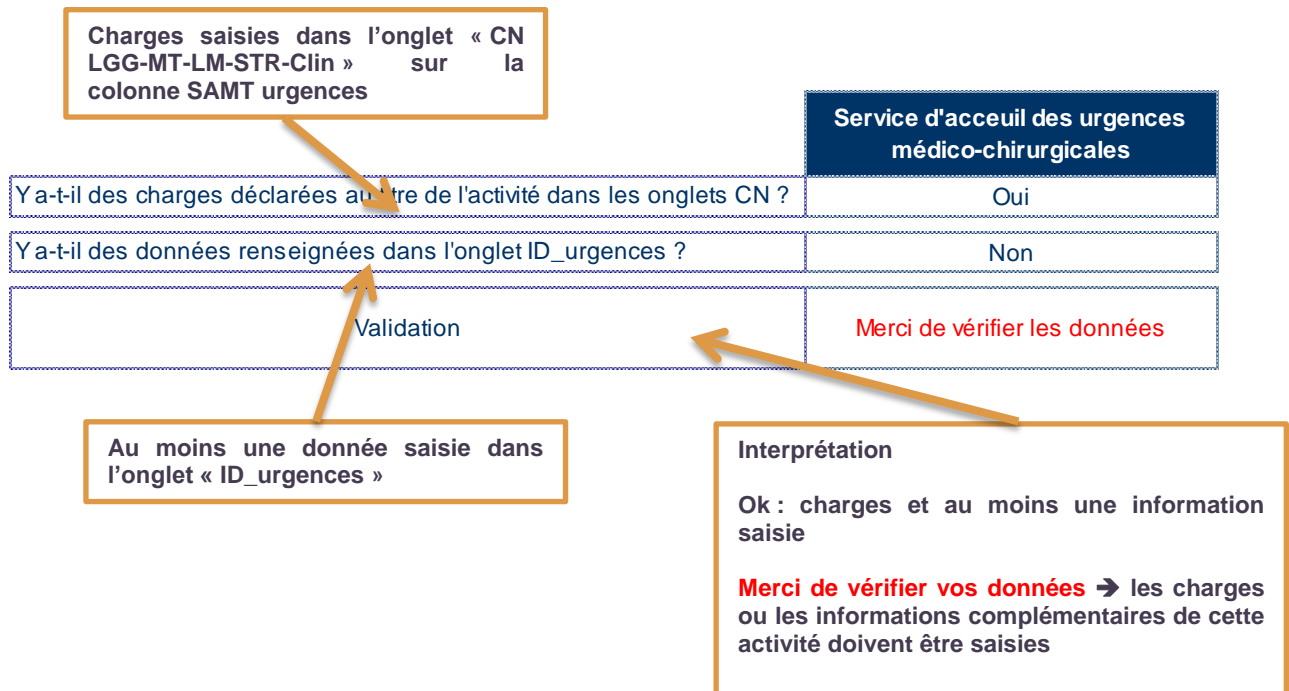 Charges saisies dans l'onglet « CN
LGG-MT-LM-STR-Clin » sur la
colonne SAMT urgences
Service d'acceuil des urgences
médico-chirurgicales
Y a-t-il des charges déclarées au titre de l'activité dans les onglets CN ?
Oui
Y a-t-il des données renseignées dans l'onglet ID_urgences ?
Non
Validation
Merci de vérifier les données
Au moins une donnée saisie dans
l'onglet « ID_urgences »
Interprétation
Ok : charges et au moins une information
saisie
Merci de vérifier vos données ➔ les charges
ou les informations complémentaires de cette
activité doivent être saisies